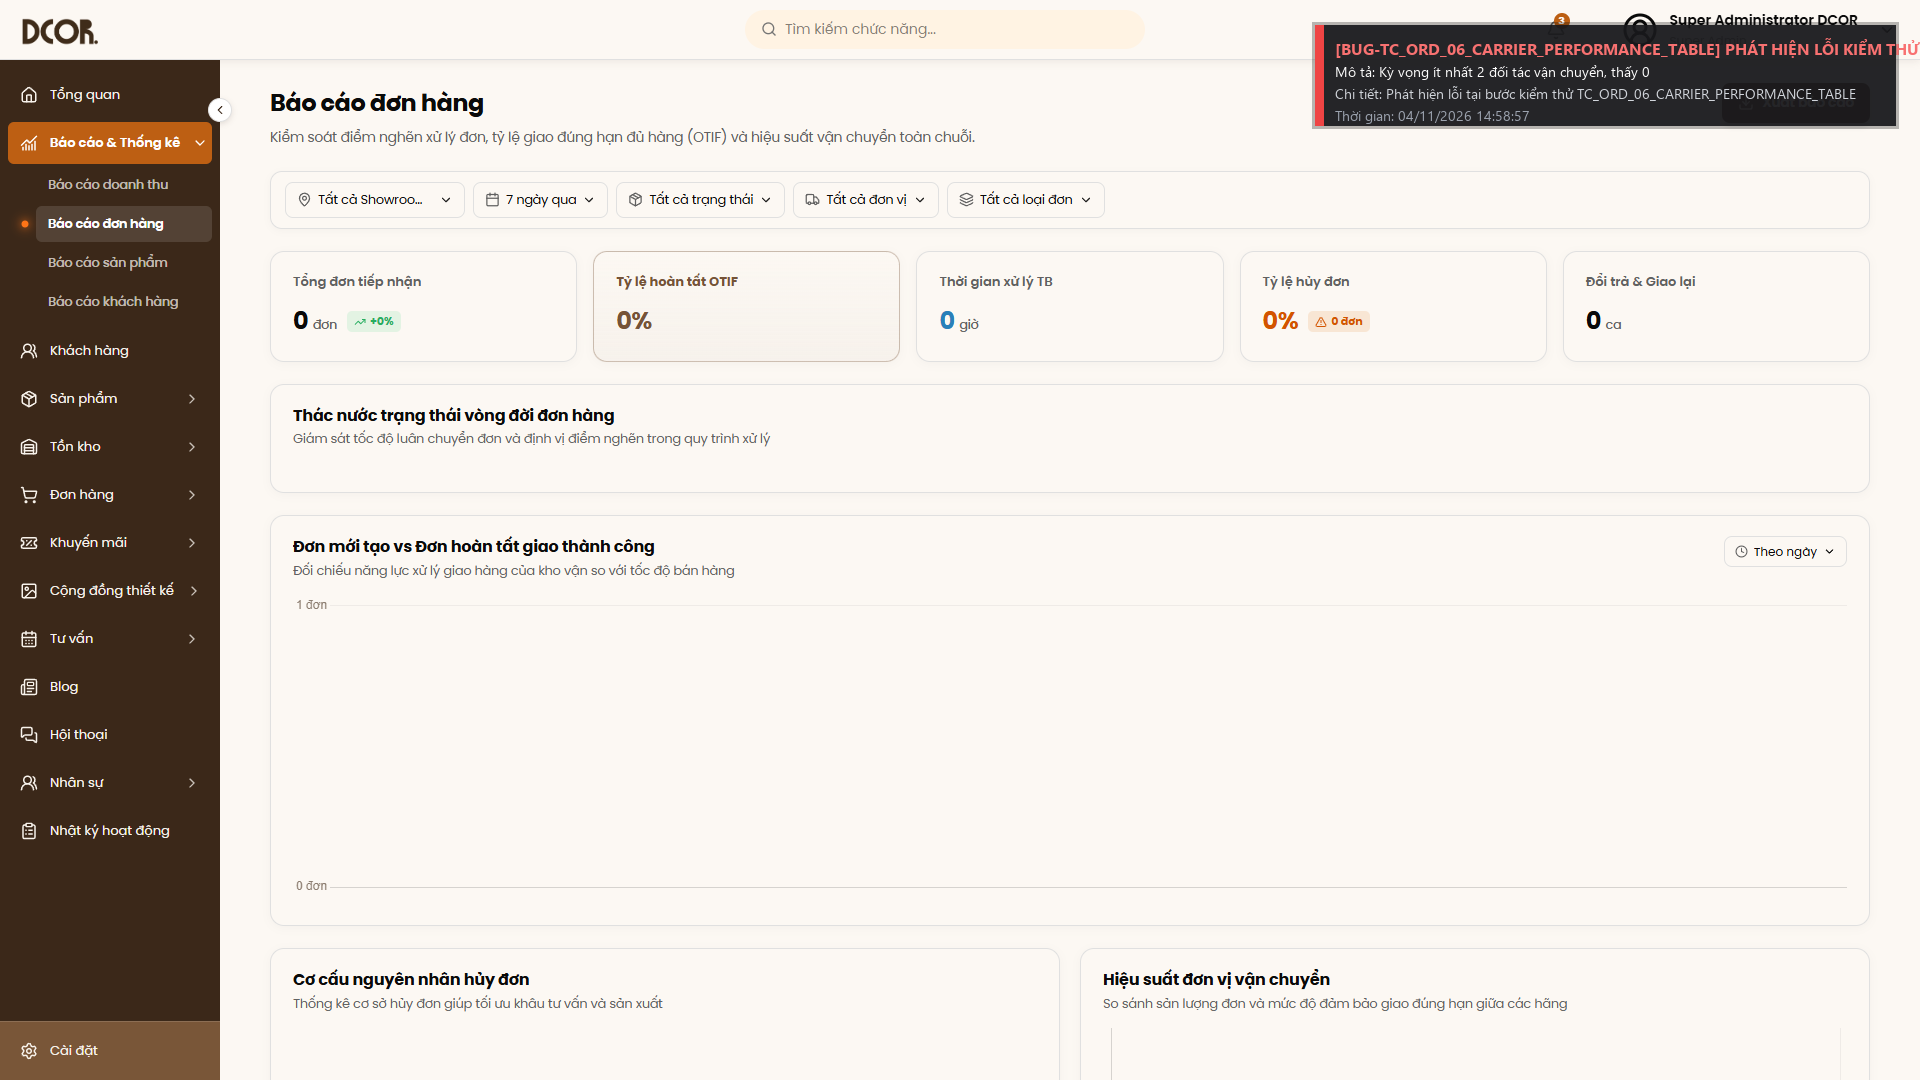 DCOR.
Tìm kiếm chức năng...
3
Super Administrator DCOR
[BUG-TC_ORD_06_CARRIER_PERFORMANCE_TABLE] PHÁT HIỆN LỖI KIỂM THỬ
Mô tả: Kỳ vọng ít nhất 2 đối tác vận chuyển, thấy 0
Chi tiết: Phát hiện lỗi tại bước kiểm thử TC_ORD_06_CARRIER_PERFORMANCE_TABLE
Thời gian: 04/11/2026 14:58:57
Tổng quan
Báo cáo & Thống kê
Báo cáo doanh thu
Báo cáo đơn hàng
Báo cáo sản phẩm
Báo cáo khách hàng
Khách hàng
Sản phẩm
Tồn kho
Đơn hàng
Khuyến mãi
Cộng đồng thiết kế
Tư vấn
Blog
Hội thoại
Nhân sự
Nhật ký hoạt động
Cài đặt
Báo cáo đơn hàng
Kiểm soát điểm nghẽn xử lý đơn, tỷ lệ giao đúng hạn đủ hàng (OTIF) và hiệu suất vận chuyển toàn chuỗi.
Tất cả Showroo...
7 ngày qua
Tất cả trạng thái
Tất cả đơn vị
Tất cả loại đơn
Tổng đơn tiếp nhận
0 đơn +0%
Tỷ lệ hoàn tất OTIF
0%
Thời gian xử lý TB
0 giờ
Tỷ lệ hủy đơn
0% 0 đơn
Đổi trả & Giao lại
0 ca
Thác nước trạng thái vòng đời đơn hàng
Giám sát tốc độ luân chuyển đơn và định vị điểm nghẽn trong quy trình xử lý
Đơn mới tạo vs Đơn hoàn tất giao thành công
Đối chiếu năng lực xử lý giao hàng của kho vận so với tốc độ bán hàng
Theo ngày
1 đơn
0 đơn
Cơ cấu nguyên nhân hủy đơn
Thống kê cơ sở hủy đơn giúp tối ưu khâu tư vấn và sản xuất
Hiệu suất đơn vị vận chuyển
So sánh sản lượng đơn và mức độ đảm bảo giao đúng hạn giữa các hãng